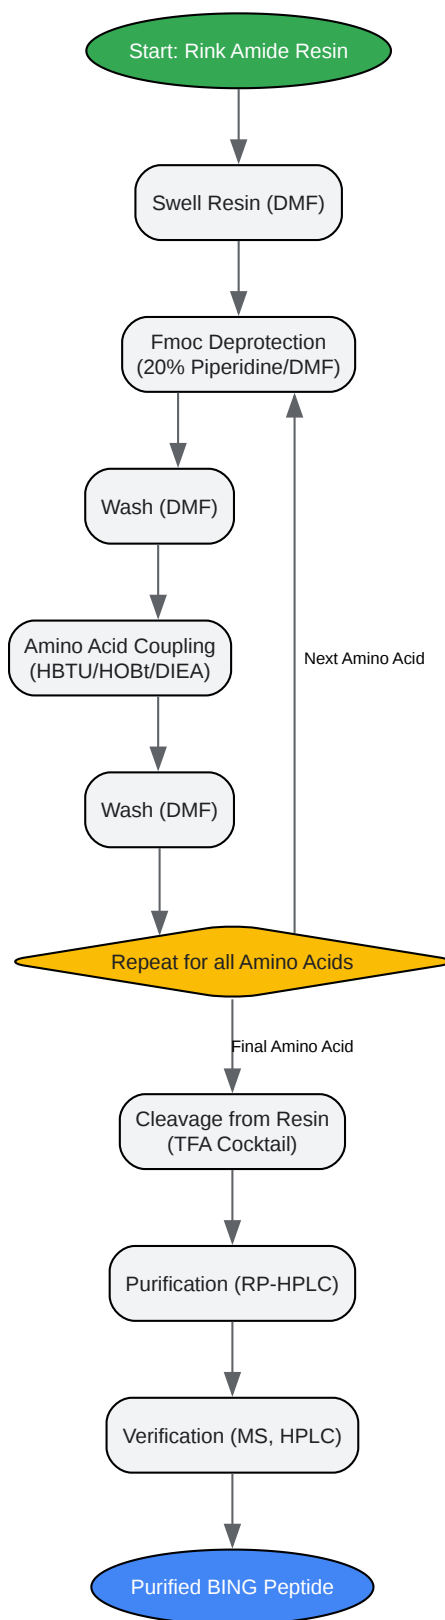 Start: Rink Amide Resin
Swell Resin (DMF)
Fmoc Deprotection
(20% Piperidine/DMF)
Wash (DMF)
Amino Acid Coupling
(HBTU/HOBt/DIEA)
Next Amino Acid
Wash (DMF)
Repeat for all Amino Acids
Final Amino Acid
Cleavage from Resin
(TFA Cocktail)
Purification (RP-HPLC)
Verification (MS, HPLC)
Purified BING Peptide